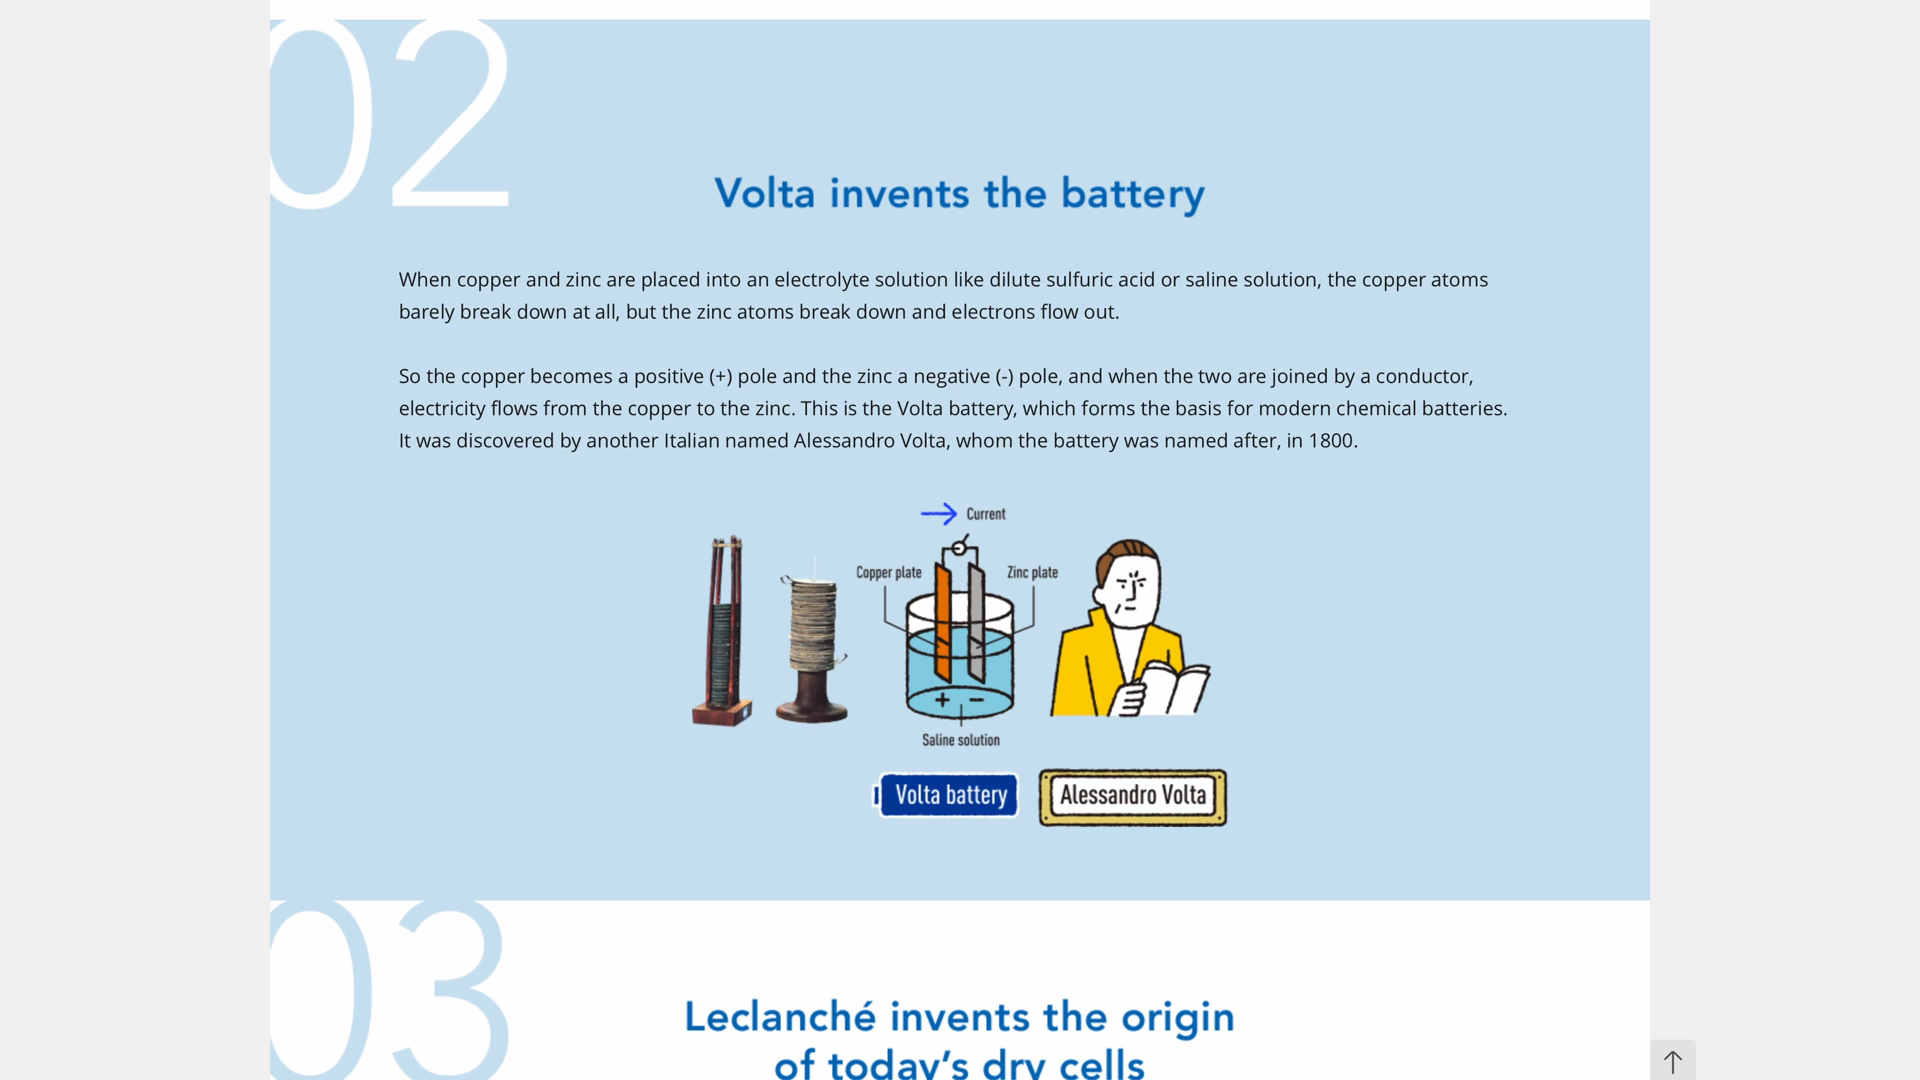 02
Volta invents the battery
When copper and zinc are placed into an electrolyte solution like dilute sulfuric acid or saline solution, the copper atoms
barely break down at all, but the zinc atoms break down and electrons flow out.
So the copper becomes a positive (+) pole and the zinc a negative (-) pole, and when the two are joined by a conductor,
electricity flows from the copper to the zinc. This is the Volta battery, which forms the basis for modern chemical batteries.
It was discovered by another Italian named Alessandro Volta, whom the battery was named after, in 1800.
Current
Copper plate
Zinc plate
+ −
Saline solution
Volta battery
Alessandro Volta
03
Leclanché invents the origin
of today’s dry cells